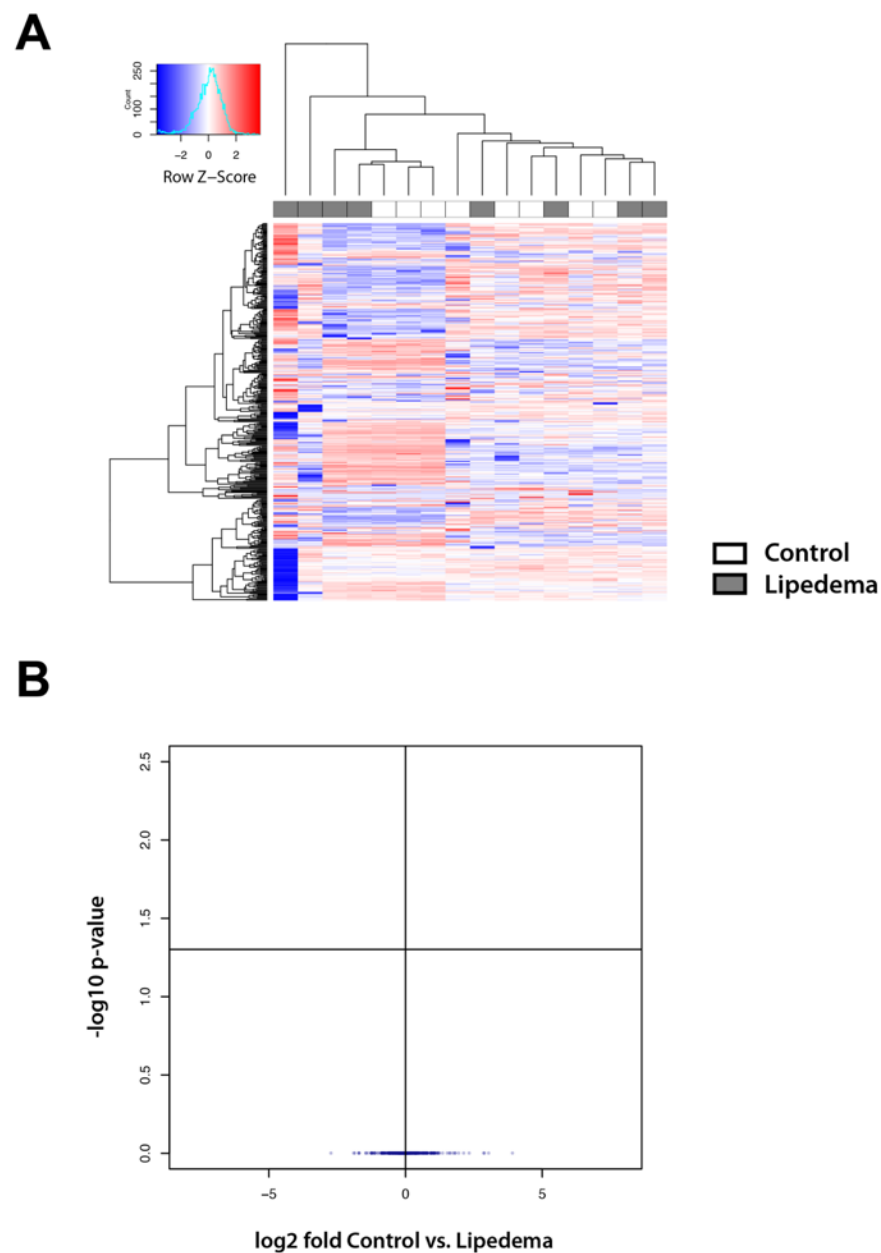 A
Count
250
100
0
−2 0 2
Row Z−Score
Control
Lipedema
B
2.5
2.0
1.5
1.0
0.5
0.0
-log10 p-value
−5 0 5
log2 fold Control vs. Lipedema